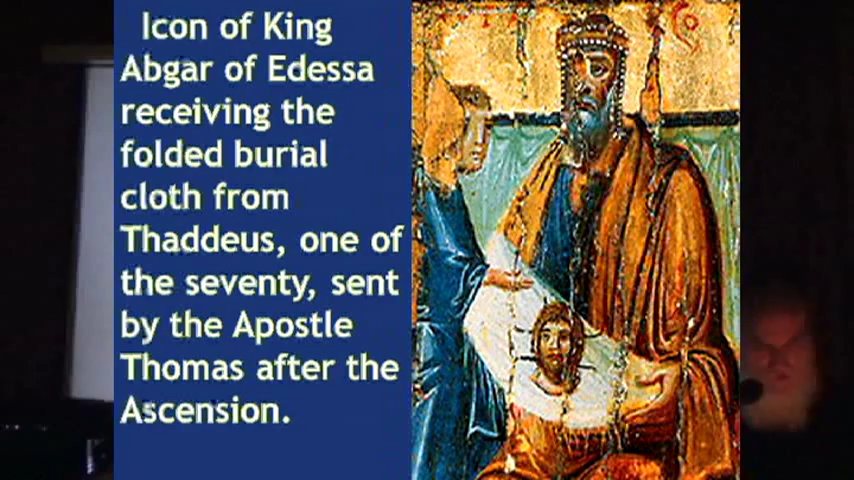 Icon of King
Abgar of Edessa
receiving the
folded burial
cloth from
Thaddeus, one of
the seventy, sent
by the Apostle
Thomas after the
Ascension.